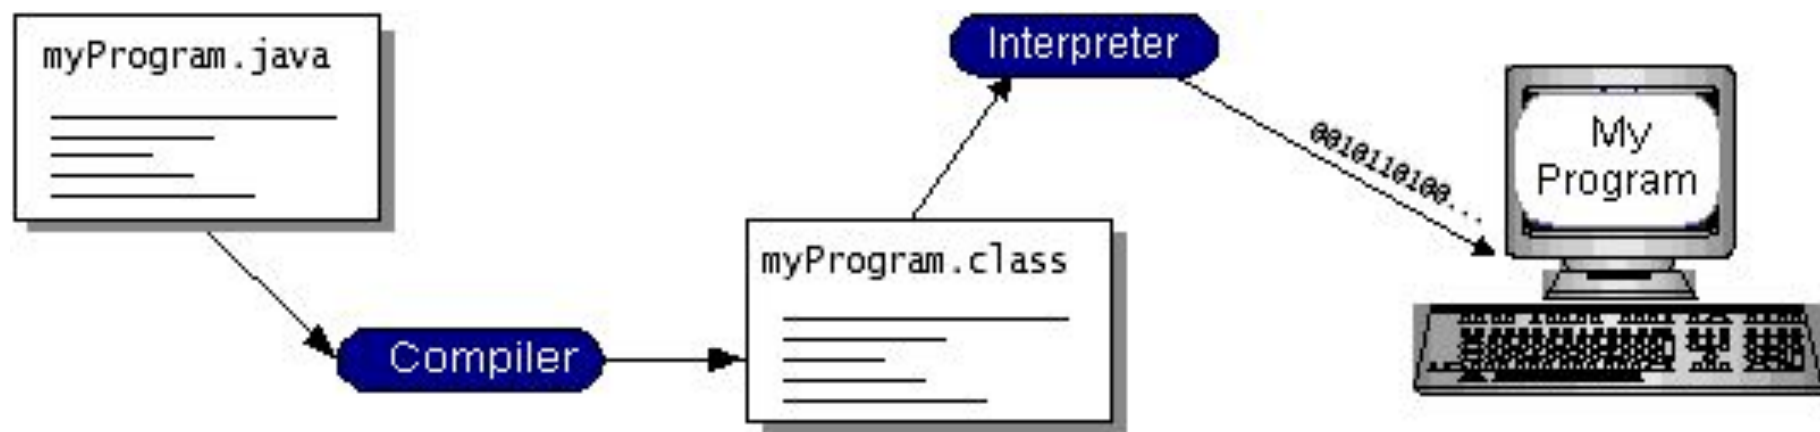 myProgram.java
Compiler
myProgram.class
Interpreter
0010110100...
My
Program